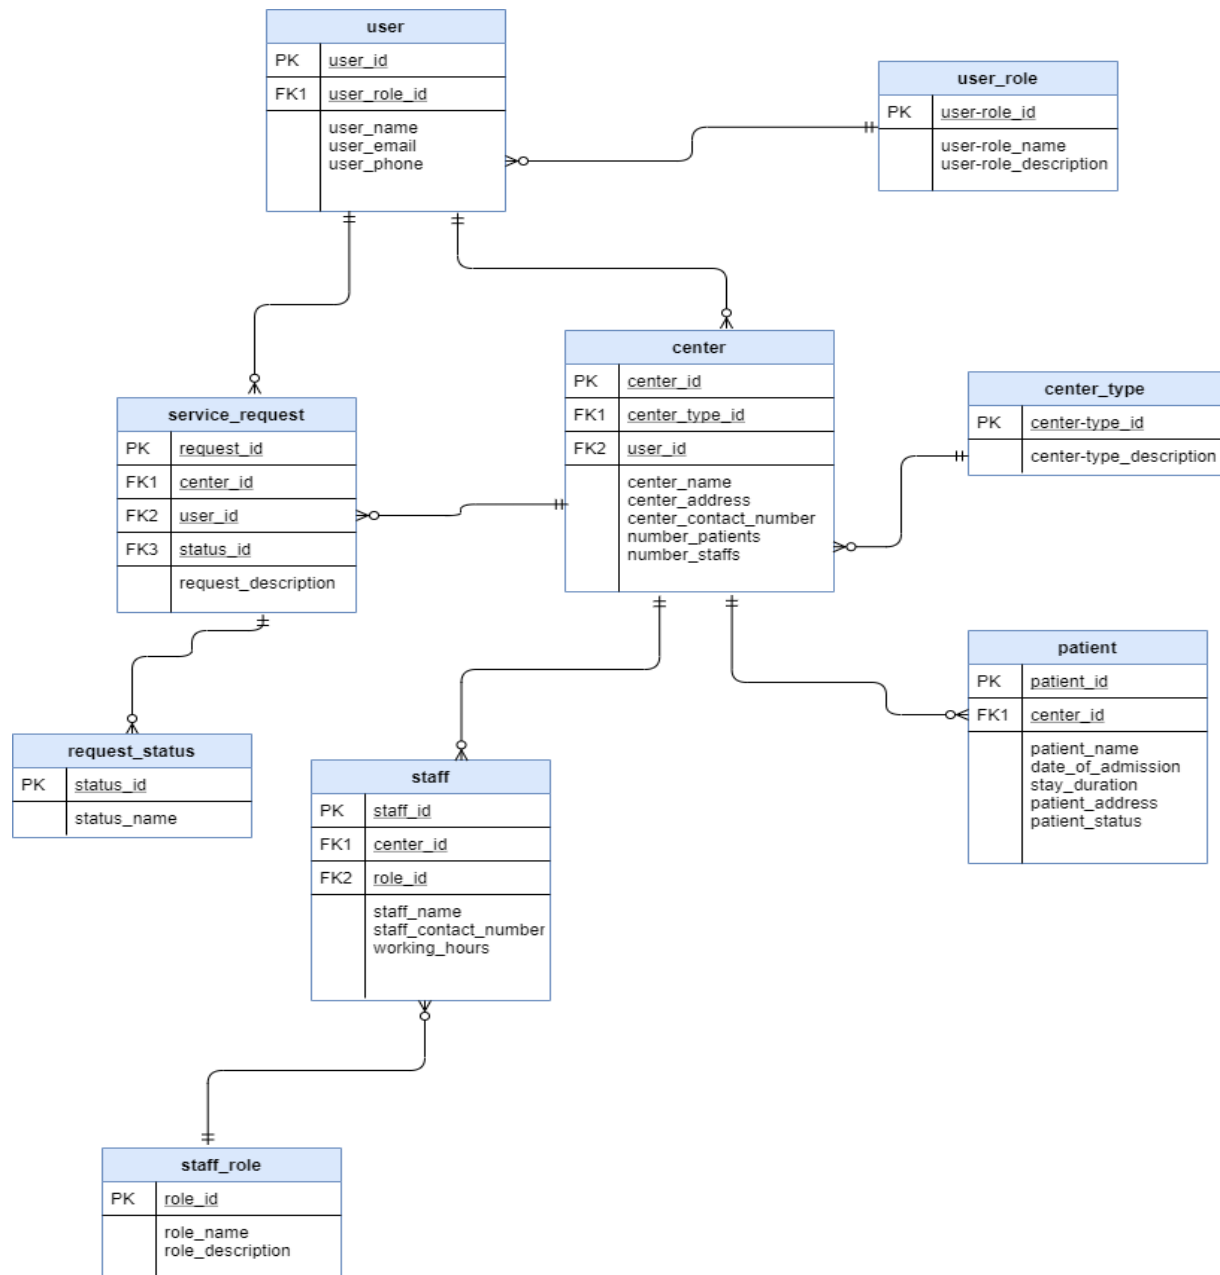 user
PK user_id
FK1 user_role_id
user_name
user_email
user_phone
user_role
PK user-role_id
user-role_name
user-role_description
center
PK center_id
FK1 center_type_id
FK2 user_id
center_name
center_address
center_contact_number
number_patients
number_staffs
center_type
PK center-type_id
center-type_description
service_request
PK request_id
FK1 center_id
FK2 user_id
FK3 status_id
request_description
patient
PK patient_id
FK1 center_id
patient_name
date_of_admission
stay_duration
patient_address
patient_status
request_status
PK status_id
status_name
staff
PK staff_id
FK1 center_id
FK2 role_id
staff_name
staff_contact_number
working_hours
staff_role
PK role_id
role_name
role_description